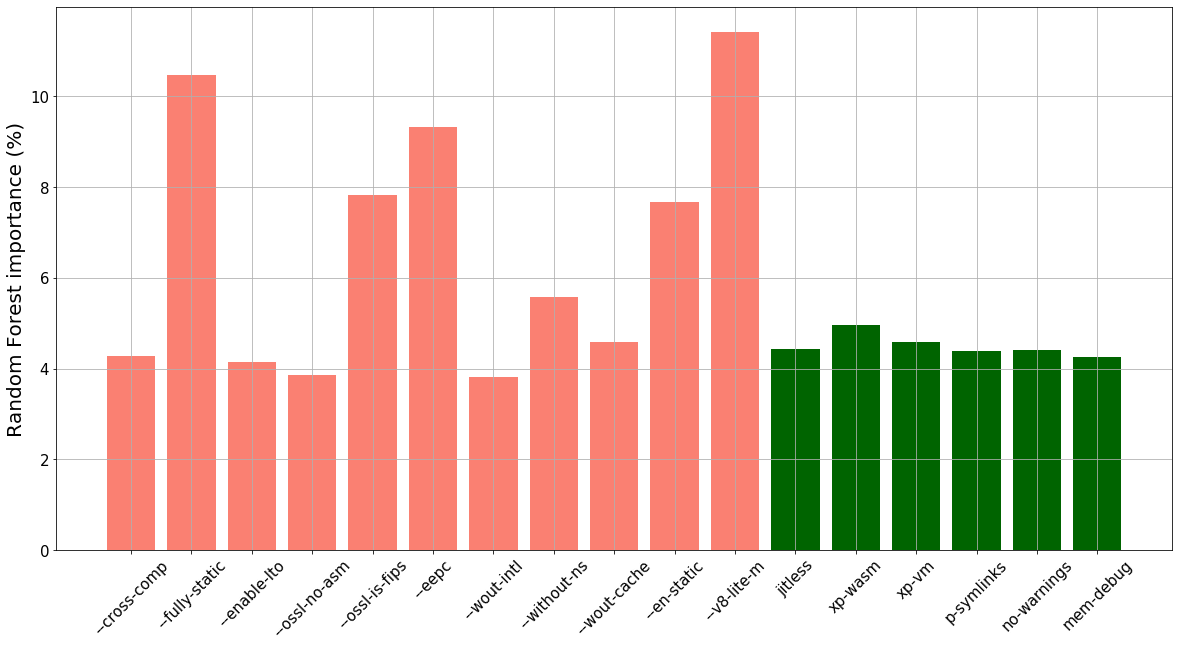 Random Forest importance (%)
10
8
6
4
2
0
--cross-comp
--fully-static
--enable-lto
--ossl-no-asm
--ossl-is-fips
--eepc
--wout-intl
--without-ns
--wout-cache
--en-static
--v8-lite-m
jitless
xp-wasm
xp-vm
p-symlinks
no-warnings
mem-debug